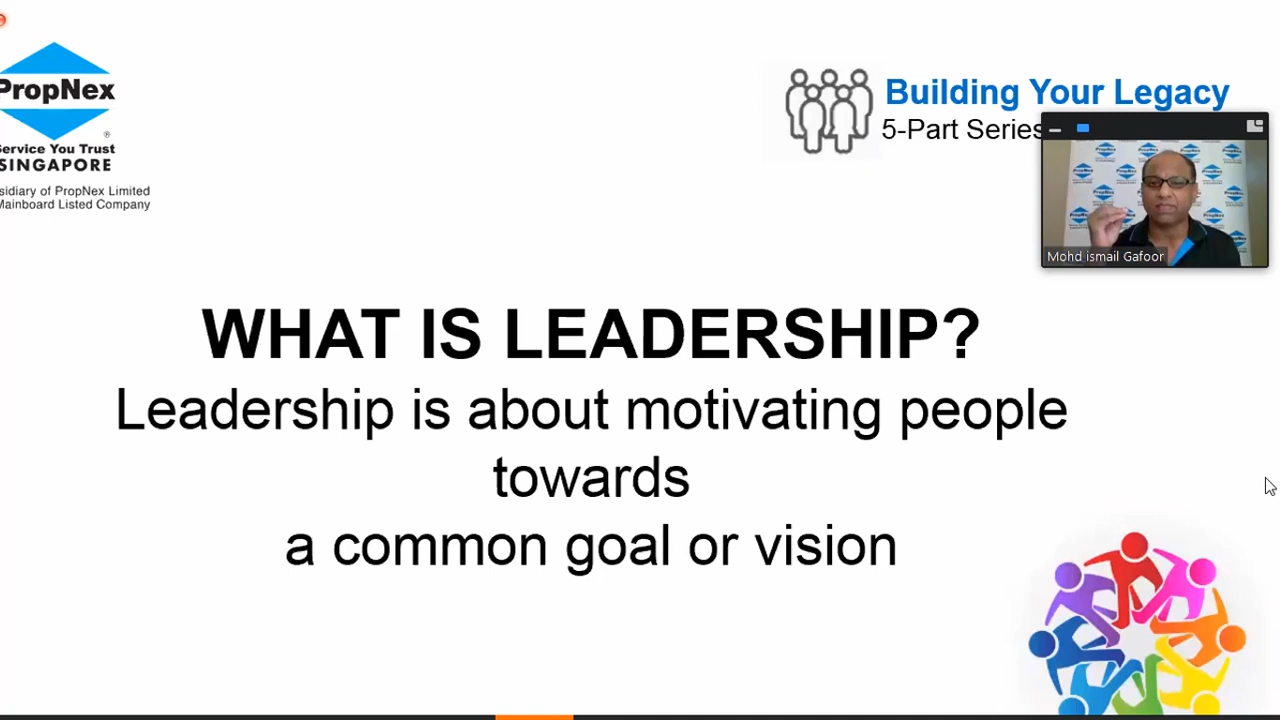 PropNex
Service You Trust
®
SINGAPORE
sidiary of PropNex Limited
Mainboard Listed Company
Building Your Legacy
5-Part Series
Mohd ismail Gafoor
WHAT IS LEADERSHIP?
Leadership is about motivating people
towards
a common goal or vision